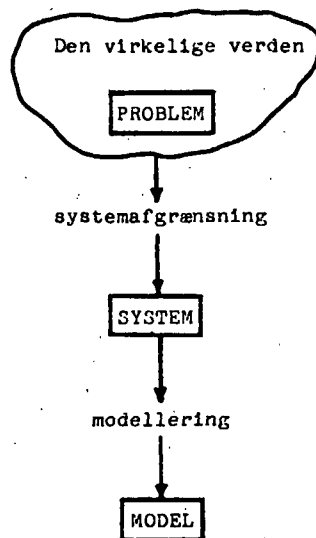 Den virkelige verden
PROBLEM
systemafgrænsning
SYSTEM
modellering
MODEL